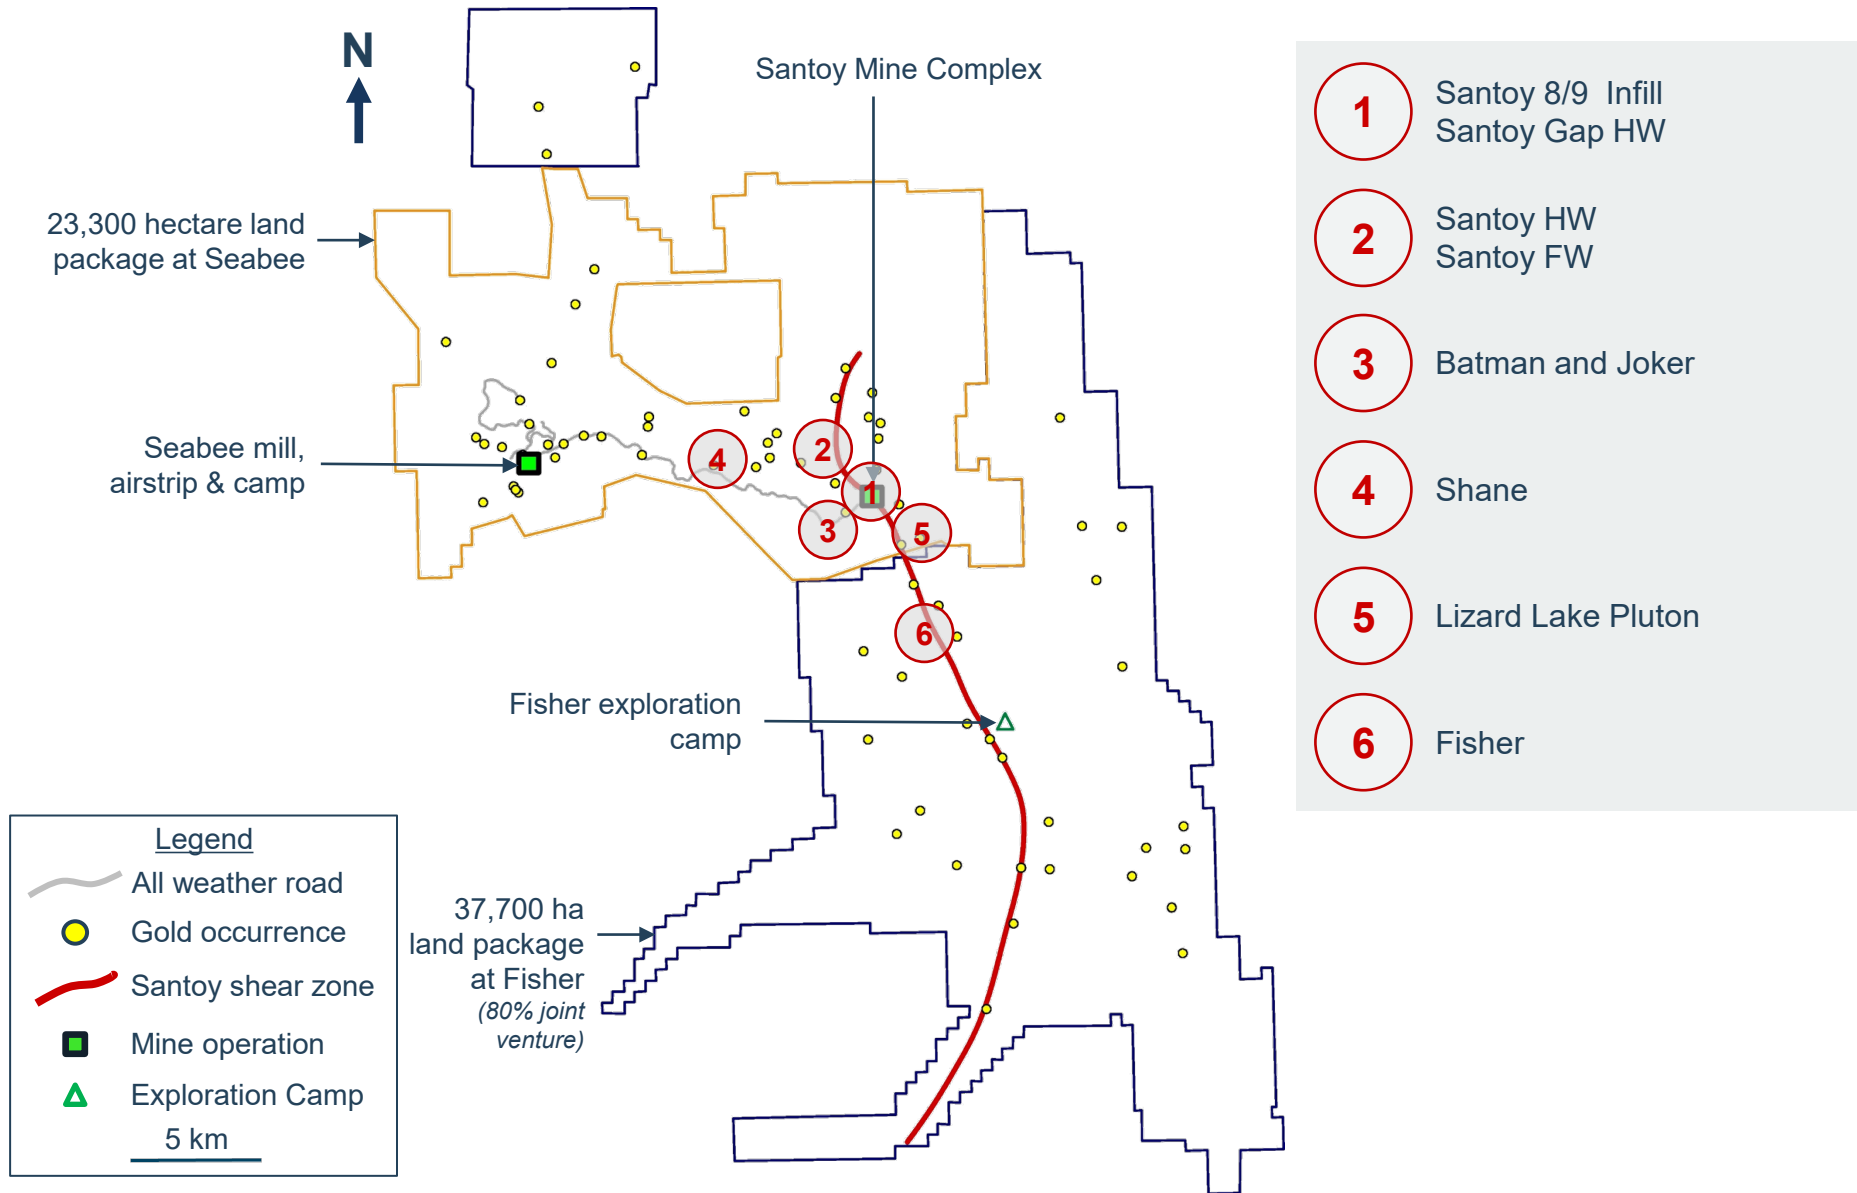 N
Santoy Mine Complex
23,300 hectare land
package at Seabee
Seabee mill,
airstrip & camp
4
2
1
3
5
6
Fisher exploration
camp
37,700 ha
land package
at Fisher
(80% joint
venture)
Legend
All weather road
Gold occurrence
Santoy shear zone
Mine operation
Exploration Camp
5 km
1
Santoy 8/9 Infill
Santoy Gap HW
2
Santoy HW
Santoy FW
3
Batman and Joker
4
Shane
5
Lizard Lake Pluton
6
Fisher